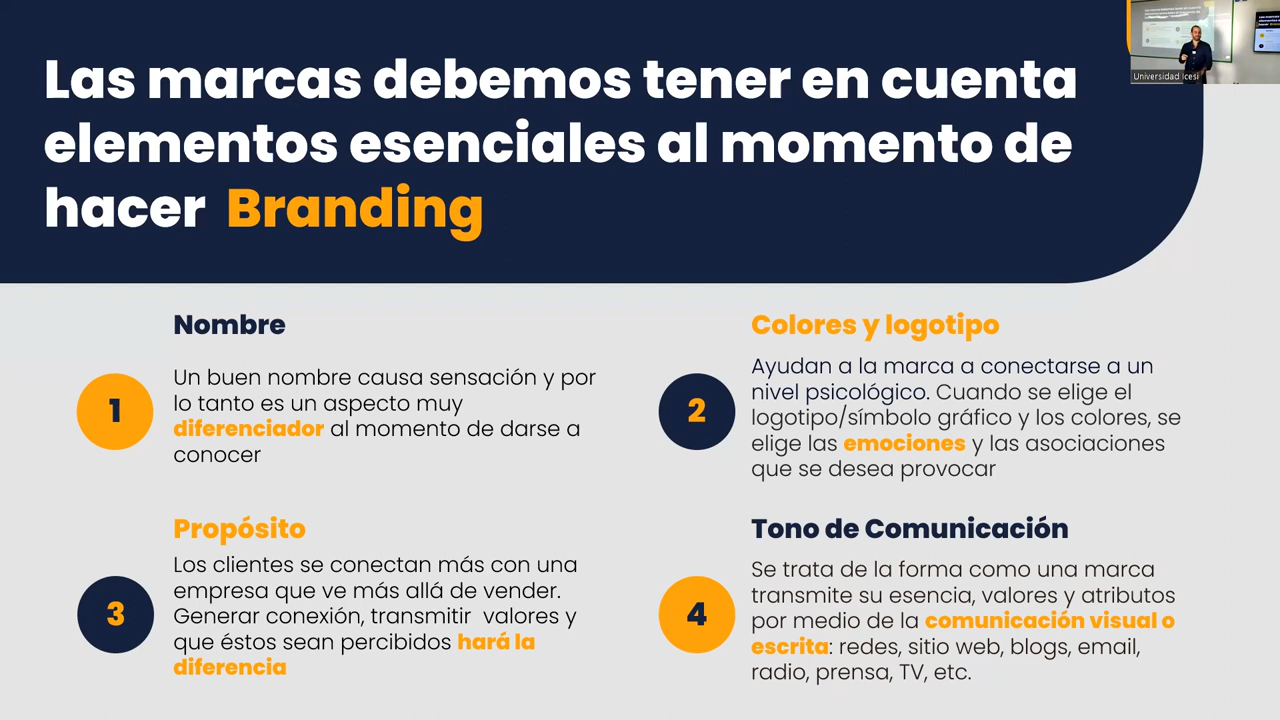 Las marcas debemos tener en cuenta
elementos esenciales al momento de
hacer Branding
Universidad Icesi
Nombre
1
Un buen nombre causa sensación y por
lo tanto es un aspecto muy
diferenciador al momento de darse a
conocer
Colores y logotipo
2
Ayudan a la marca a conectarse a un
nivel psicológico. Cuando se elige el
logotipo/símbolo gráfico y los colores, se
elige las emociones y las asociaciones
que se desea provocar
Propósito
3
Los clientes se conectan más con una
empresa que ve más allá de vender.
Generar conexión, transmitir valores y
que éstos sean percibidos hará la
diferencia
Tono de Comunicación
4
Se trata de la forma como una marca
transmite su esencia, valores y atributos
por medio de la comunicación visual o
escrita: redes, sitio web, blogs, email,
radio, prensa, TV, etc.